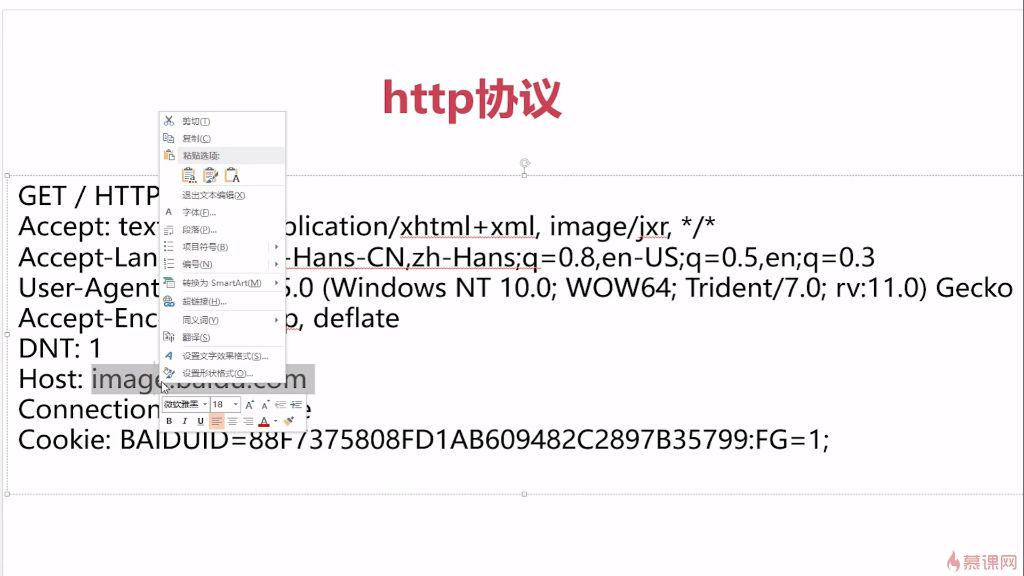 http协议
GET / HTTP
Accept: tex plication/xhtml+xml, image/jxr, */*
Accept-Lan -Hans-CN,zh-Hans;q=0.8,en-US;q=0.5,en;q=0.3
User-Agent 5.0 (Windows NT 10.0; WOW64; Trident/7.0; rv:11.0) Gecko
Accept-Enc p, deflate
DNT: 1
Host: image.baidu.com
Connection e
Cookie: BAIDUID=88F7375808FD1AB609482C2897B35799:FG=1;
剪切(T)
复制(C)
粘贴选项:
退出文本编辑(X)
字体(F)...
段落(P)...
项目符号(B)
编号(N)
转换为 SmartArt(M)
超链接(H)...
同义词(Y)
翻译(S)
设置文字效果格式(S)...
设置形状格式(O)...
微软雅黑 18 A A
B I U A
慕课网